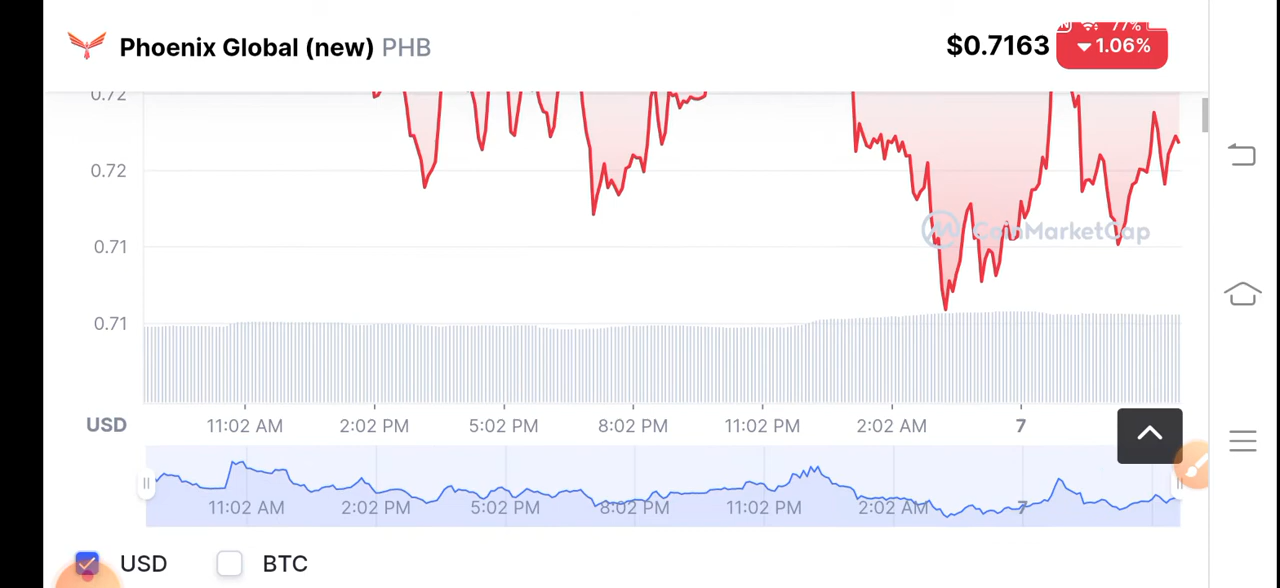 Phoenix Global (new) PHB
$0.7163
77%
1.06%
0.72
0.72
0.71
0.71
CoinMarketCap
USD
11:02 AM 2:02 PM 5:02 PM 8:02 PM 11:02 PM 2:02 AM 7
11:02 AM 2:02 PM 5:02 PM 8:02 PM 11:02 PM 2:02 AM 7
USD BTC